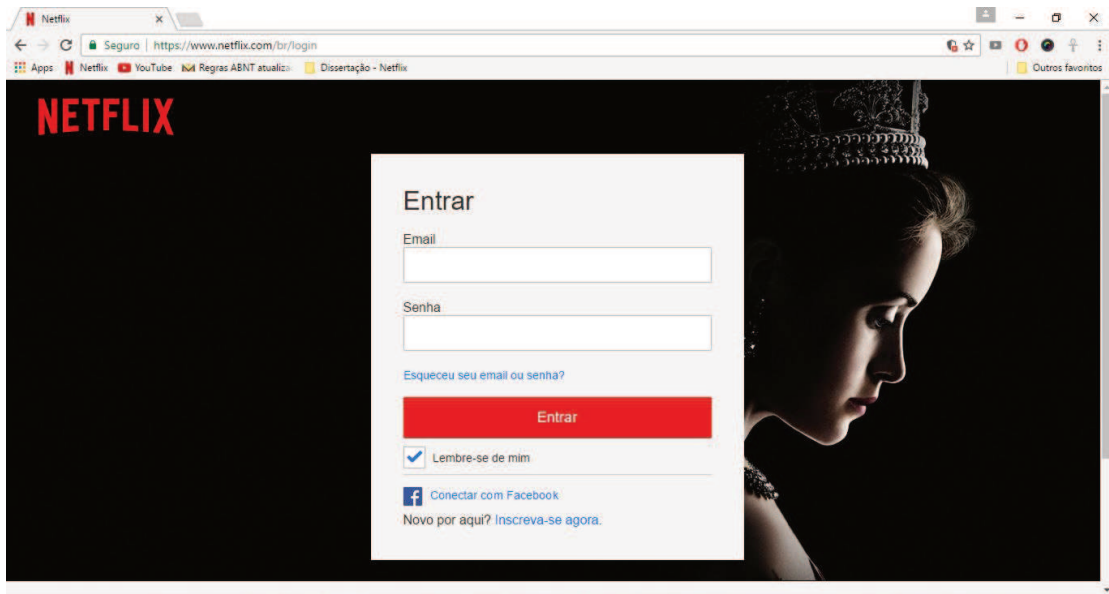 Netflix
Seguro | https://www.netflix.com/br/login
Apps Netflix YouTube Regras ABNT atualiza Dissertação - Netflix Outros favoritos
NETFLIX
Entrar
Email
Senha
Esqueceu seu email ou senha?
Entrar
Lembre-se de mim
Conectar com Facebook
Novo por aqui? Inscreva-se agora.